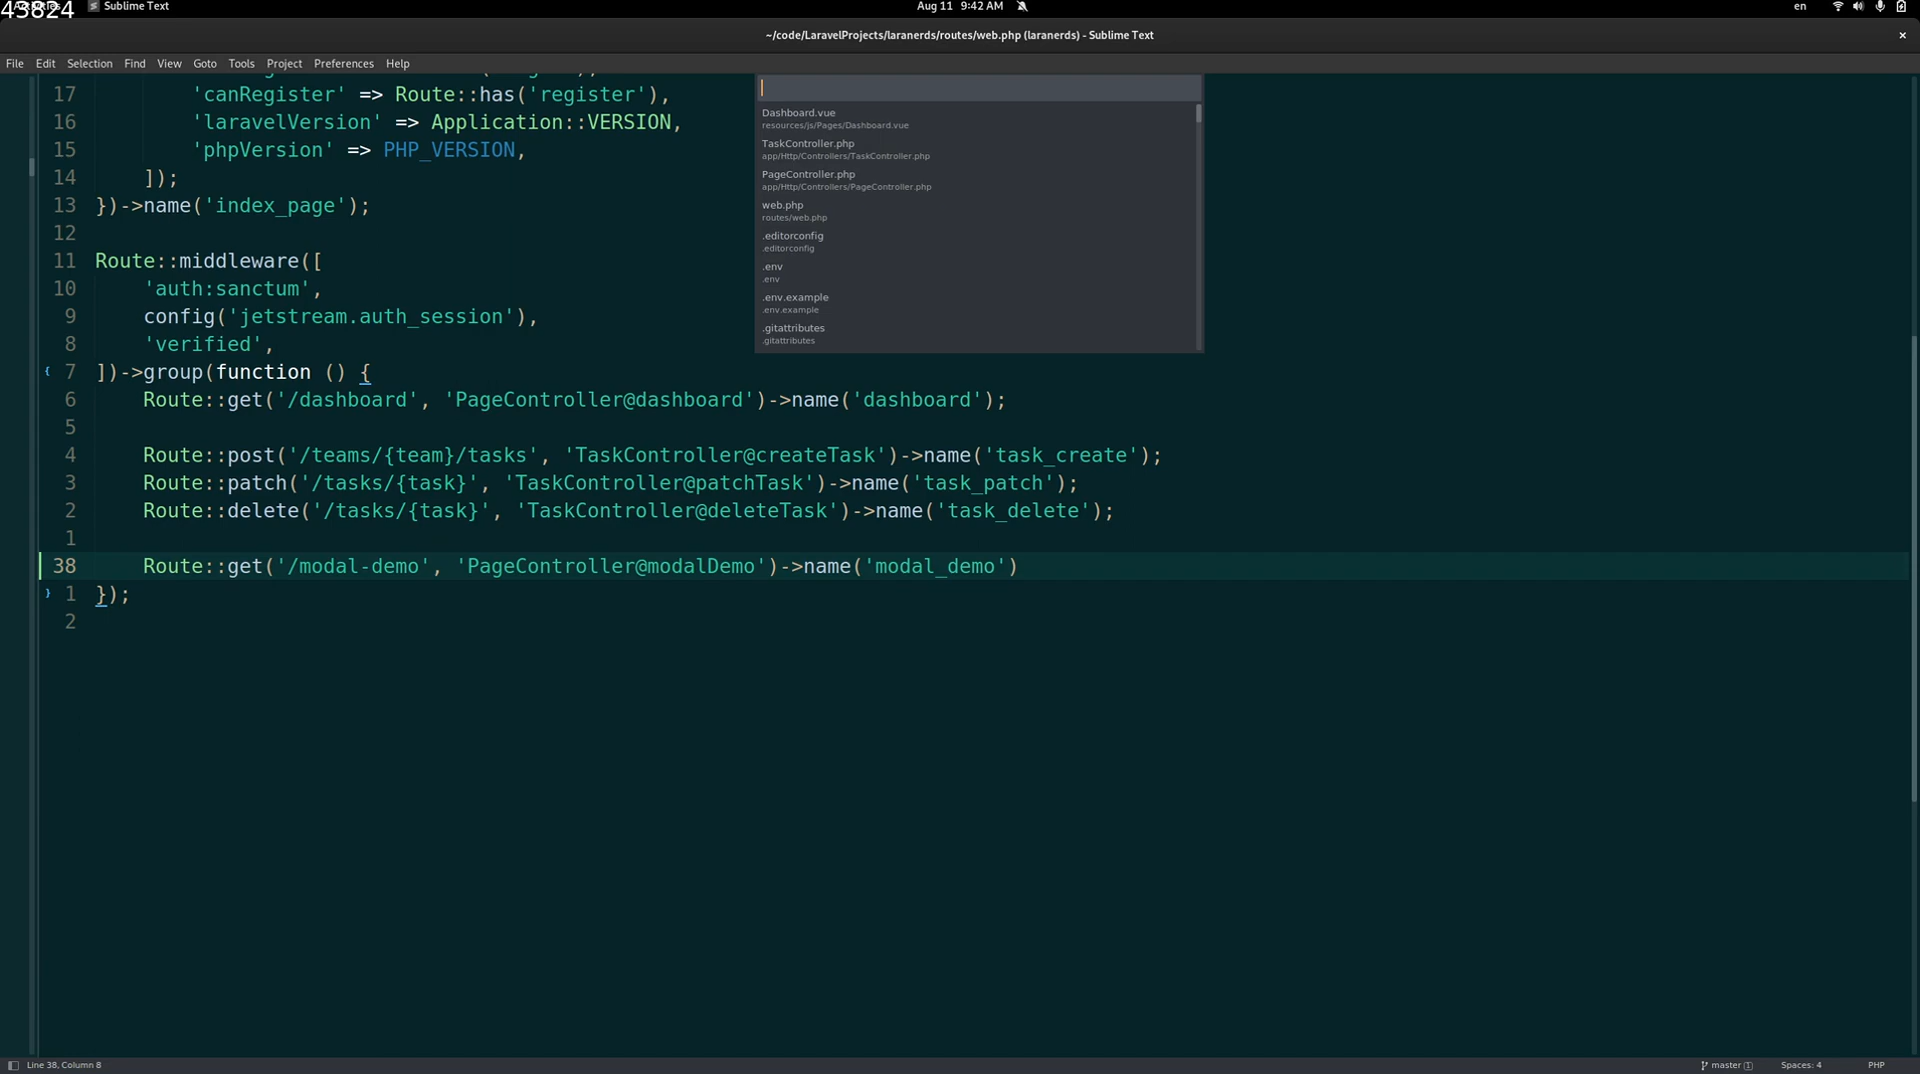 43824
Sublime Text
Aug 11 9:42 AM
en
~/code/LaravelProjects/laranerds/routes/web.php (laranerds) - Sublime Text
×
File Edit Selection Find View Goto Tools Project Preferences Help
17 'canRegister' => Route::has('register'),
16 'laravelVersion' => Application::VERSION,
15 'phpVersion' => PHP_VERSION,
14 ]);
13 })->name('index_page');
12
11 Route::middleware([
10 'auth:sanctum',
9 config('jetstream.auth_session'),
8 'verified',
{ 7 ])->group(function () {
6 Route::get('/dashboard', 'PageController@dashboard')->name('dashboard');
5
4 Route::post('/teams/{team}/tasks', 'TaskController@createTask')->name('task_create');
3 Route::patch('/tasks/{task}', 'TaskController@patchTask')->name('task_patch');
2 Route::delete('/tasks/{task}', 'TaskController@deleteTask')->name('task_delete');
1
38 Route::get('/modal-demo', 'PageController@modalDemo')->name('modal_demo')
} 1 });
2
Dashboard.vue
resources/js/Pages/Dashboard.vue
TaskController.php
app/Http/Controllers/TaskController.php
PageController.php
app/Http/Controllers/PageController.php
web.php
routes/web.php
.editorconfig
.editorconfig
.env
.env
.env.example
.env.example
.gitattributes
.gitattributes
Line 38, Column 8
master 1
Spaces: 4
PHP